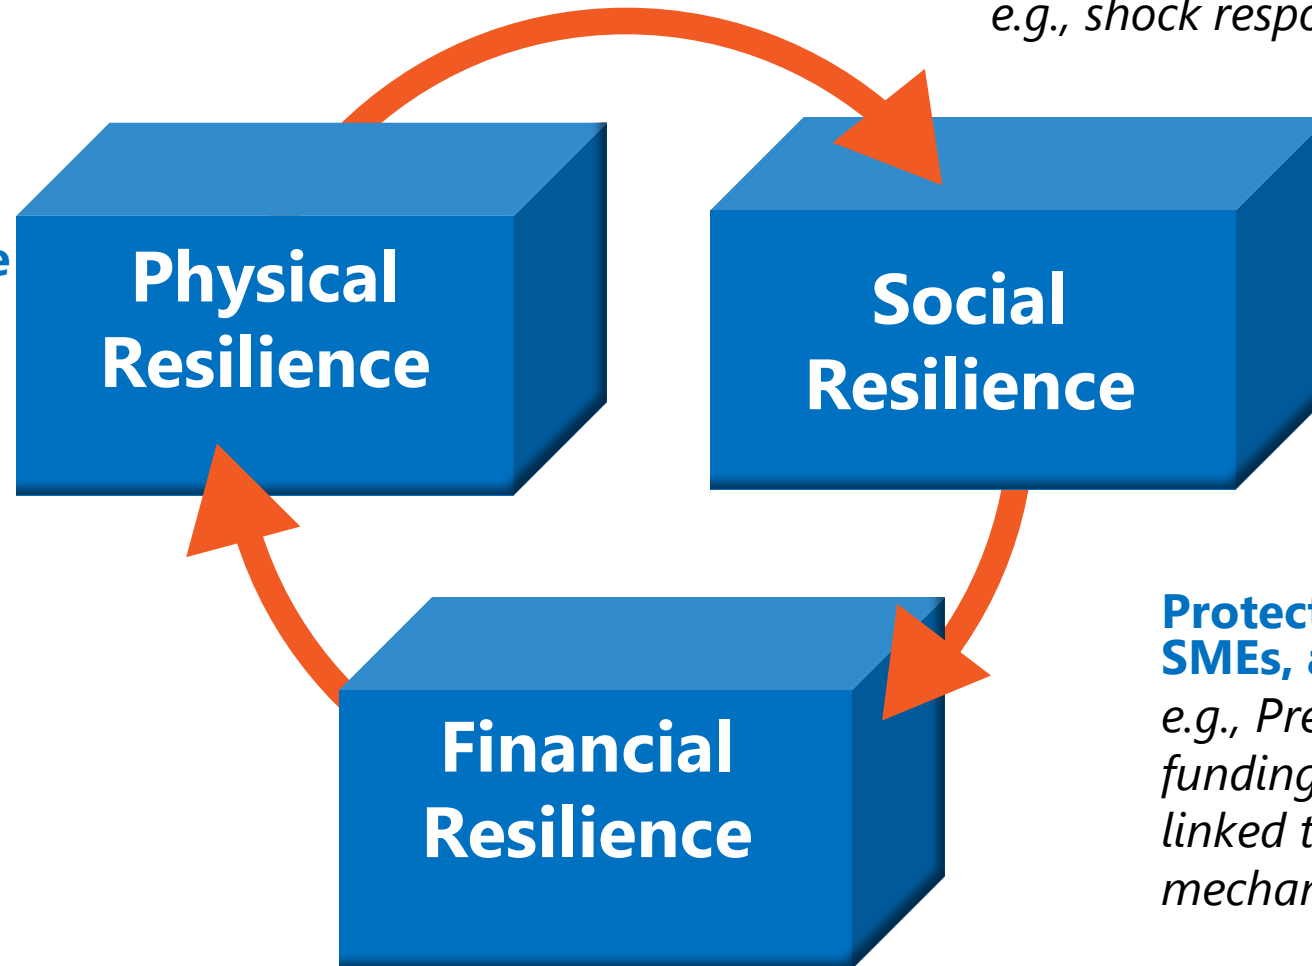 e.g., shock respo
e
Physical
Resilience
Social
Resilience
Financial
Resilience
Protect
SMEs, a
e.g., Pre
funding
linked t
mechan